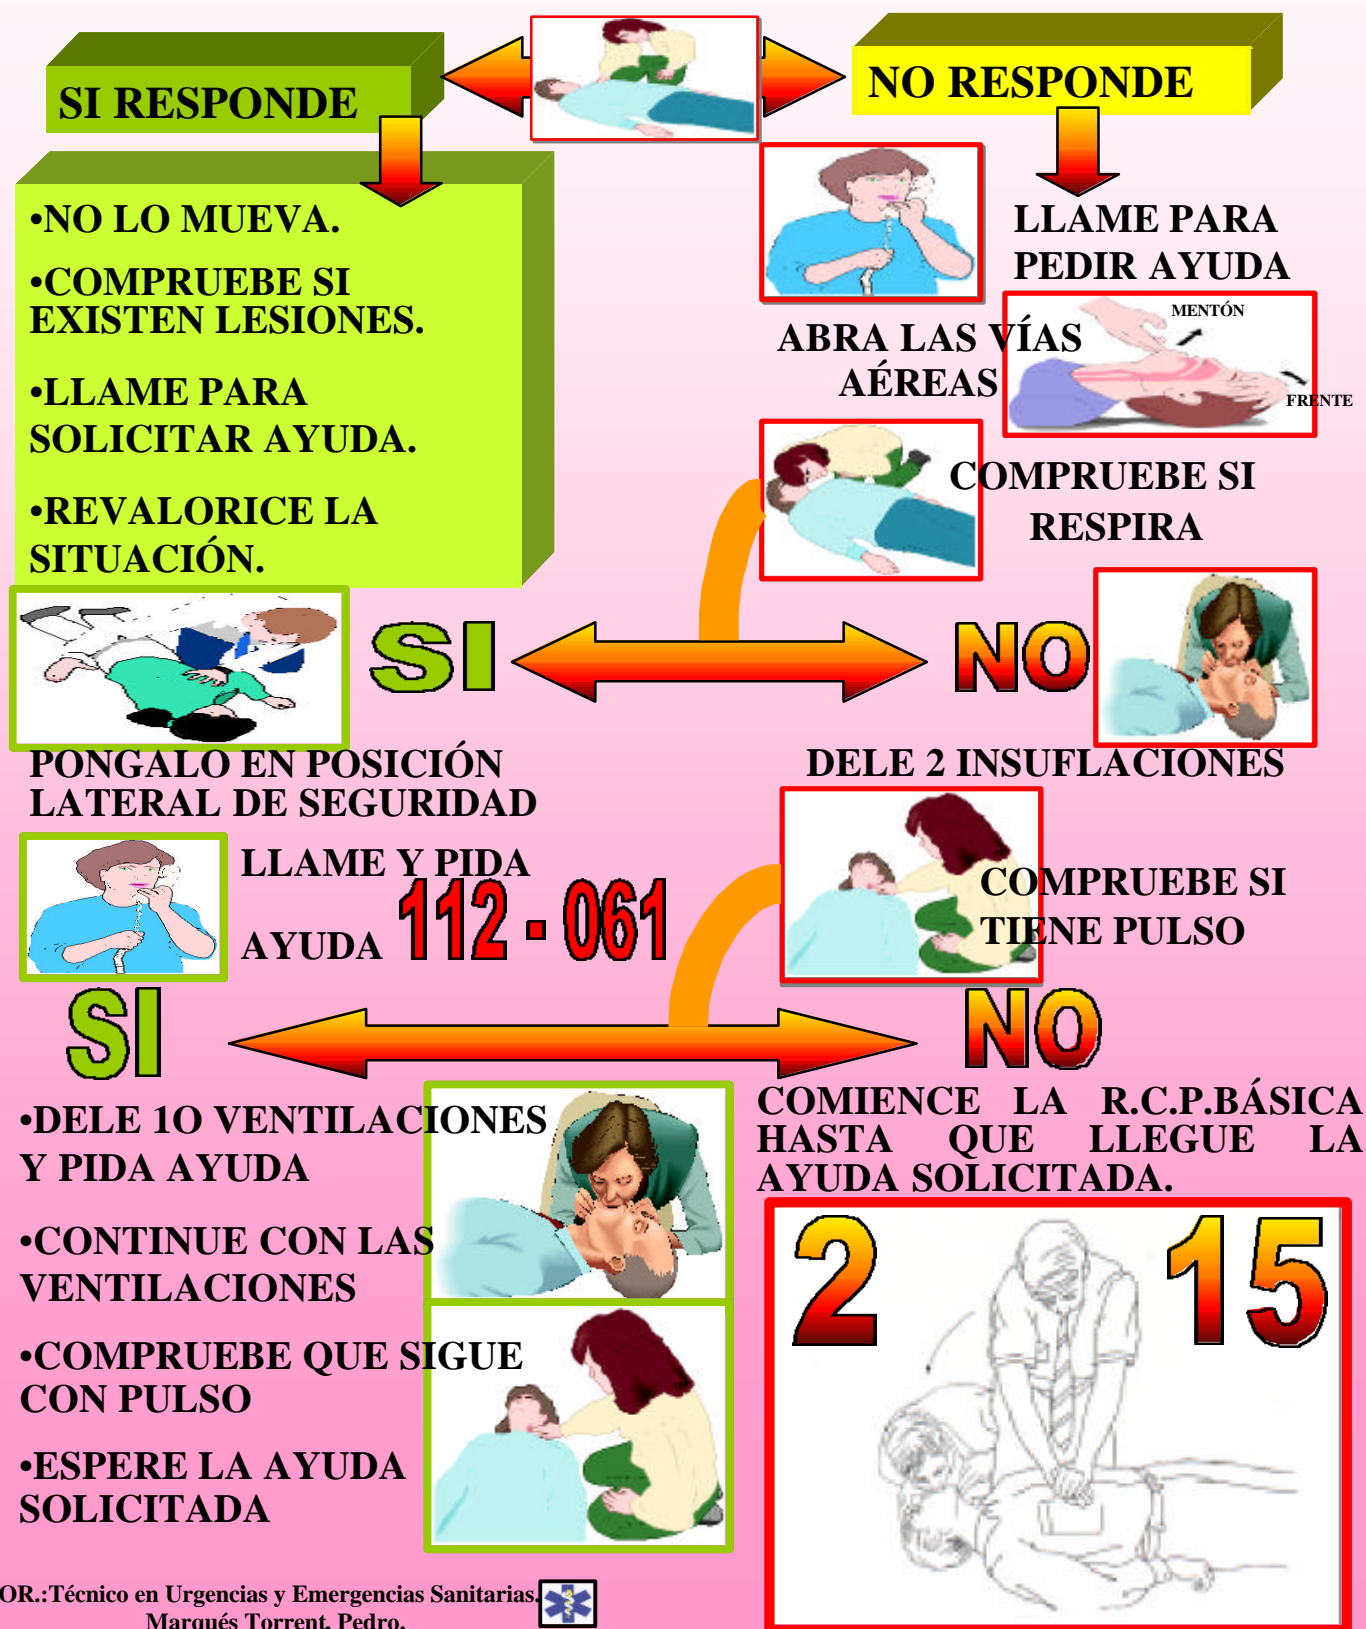 SI RESPONDE
NO RESPONDE
•NO LO MUEVA.
•COMPRUEBE SI
EXISTEN LESIONES.
•LLAME PARA
SOLICITAR AYUDA.
•REVALORICE LA
SITUACIÓN.
LLAME PARA
PEDIR AYUDA
MENTÓN
FRENTE
ABRA LAS VÍAS
AÉREAS
COMPRUEBE SI
RESPIRA
SI
NO
PONGALO EN POSICIÓN
LATERAL DE SEGURIDAD
LLAME Y PIDA
AYUDA 112 - 061
DELE 2 INSUFLACIONES
COMPRUEBE SI
TIENE PULSO
SI
NO
•DELE 1O VENTILACIONES
Y PIDA AYUDA
•CONTINUE CON LAS
VENTILACIONES
•COMPRUEBE QUE SIGUE
CON PULSO
•ESPERE LA AYUDA
SOLICITADA
COMIENCE LA R.C.P.BÁSICA
HASTA QUE LLEGUE LA
AYUDA SOLICITADA.
2 15
OR.:Técnico en Urgencias y Emergencias Sanitarias.
Marqués Torrent, Pedro.